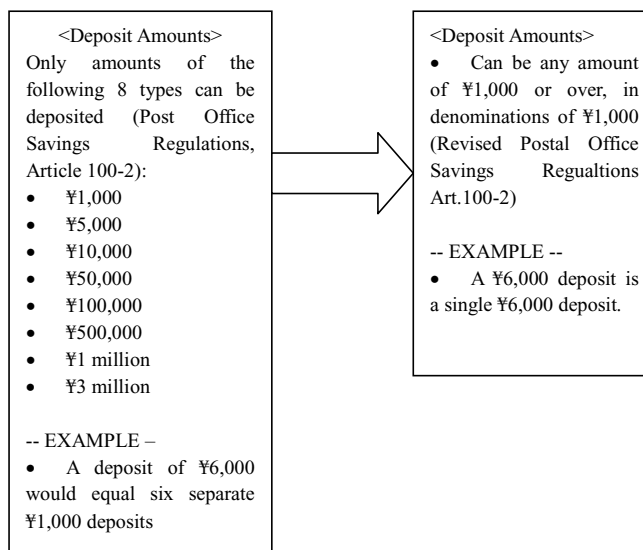 <Deposit Amounts>
Only amounts of the
following 8 types can be
deposited (Post Office
Savings Regulations,
Article 100-2):
• ¥1,000
• ¥5,000
• ¥10,000
• ¥50,000
• ¥100,000
• ¥500,000
• ¥1 million
• ¥3 million
-- EXAMPLE –
• A deposit of ¥6,000
would equal six separate
¥1,000 deposits
<Deposit Amounts>
• Can be any amount
of ¥1,000 or over, in
denominations of ¥1,000
(Revised Postal Office
Savings Regualtions
Art.100-2)
-- EXAMPLE --
• A ¥6,000 deposit is
a single ¥6,000 deposit.